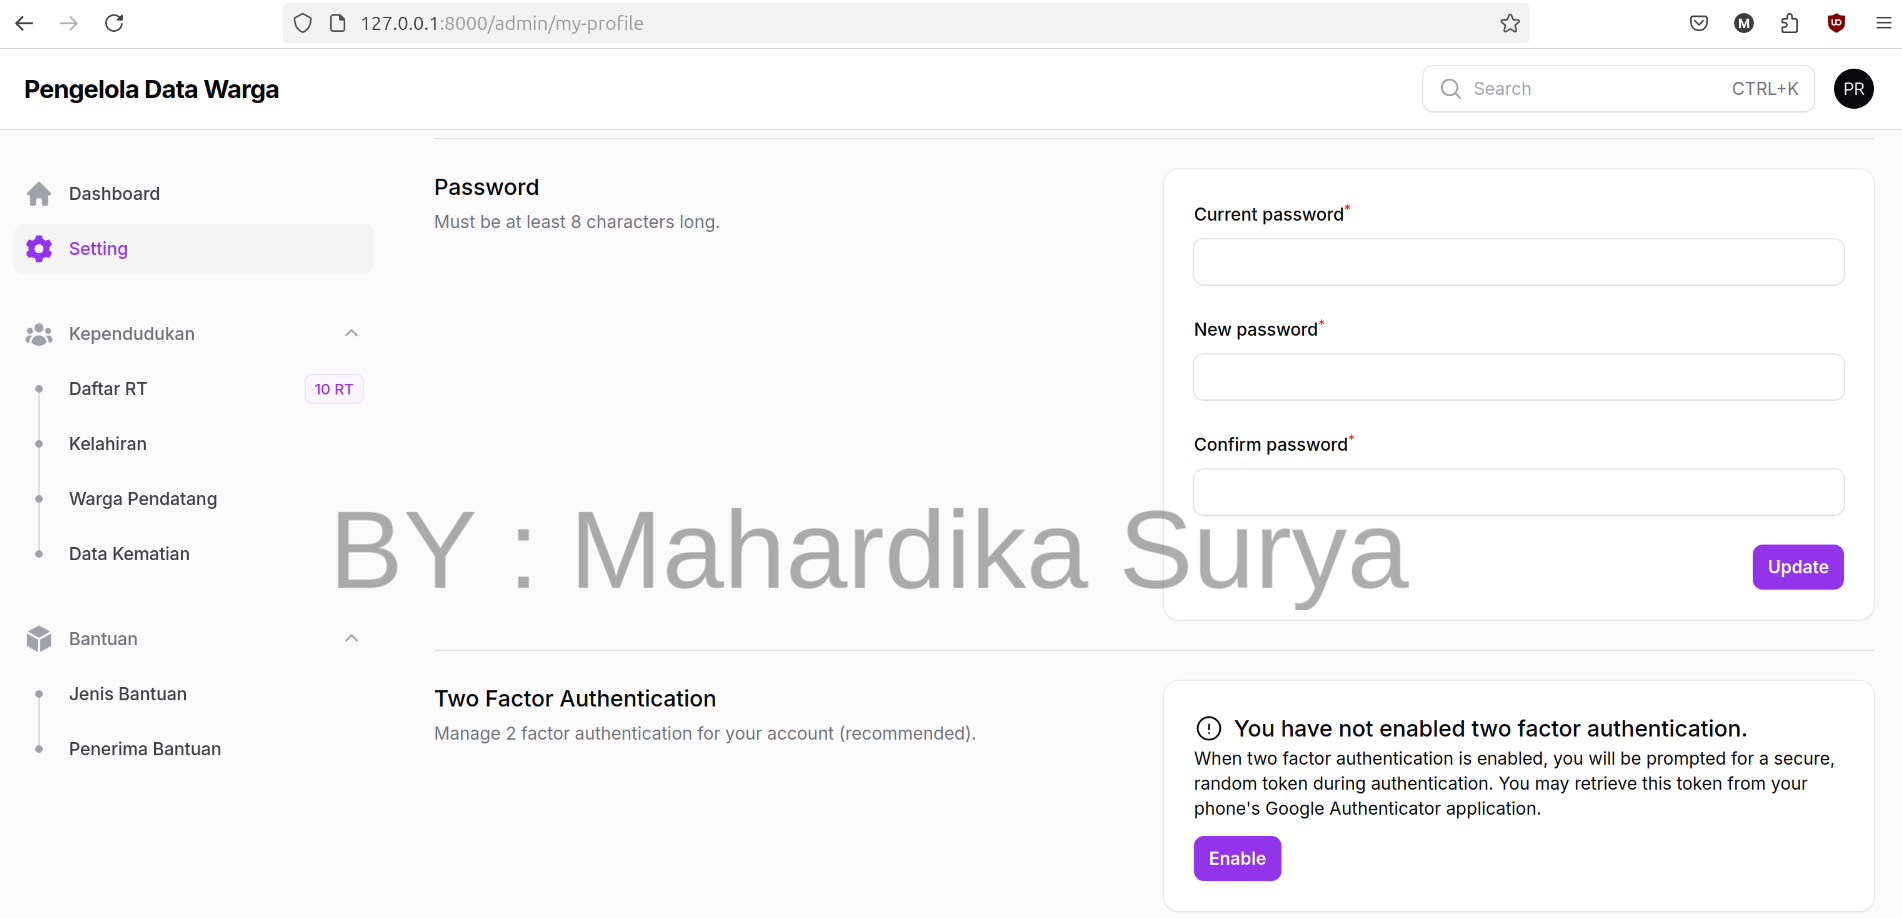 127.0.0.1:8000/admin/my-profile
M
Pengelola Data Warga
Search CTRL+K
PR
Dashboard
Setting
Kependudukan
Daftar RT 10 RT
Kelahiran
Warga Pendatang
Data Kematian
Bantuan
Jenis Bantuan
Penerima Bantuan
Password
Must be at least 8 characters long.
Current password*
New password*
Confirm password*
Update
BY : Mahardika Surya
Two Factor Authentication
Manage 2 factor authentication for your account (recommended).
You have not enabled two factor authentication.
When two factor authentication is enabled, you will be prompted for a secure,
random token during authentication. You may retrieve this token from your
phone's Google Authenticator application.
Enable